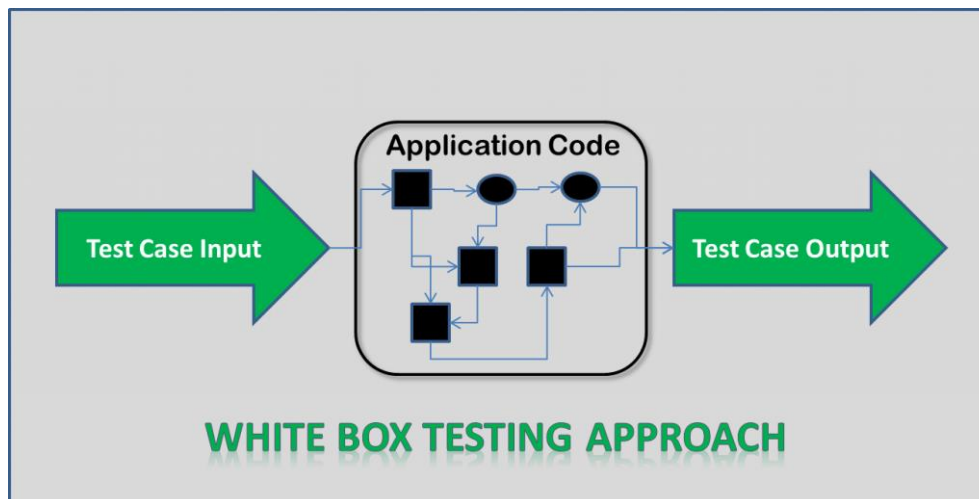 Application Code
Test Case Input
Test Case Output
WHITE BOX TESTING APPROACH